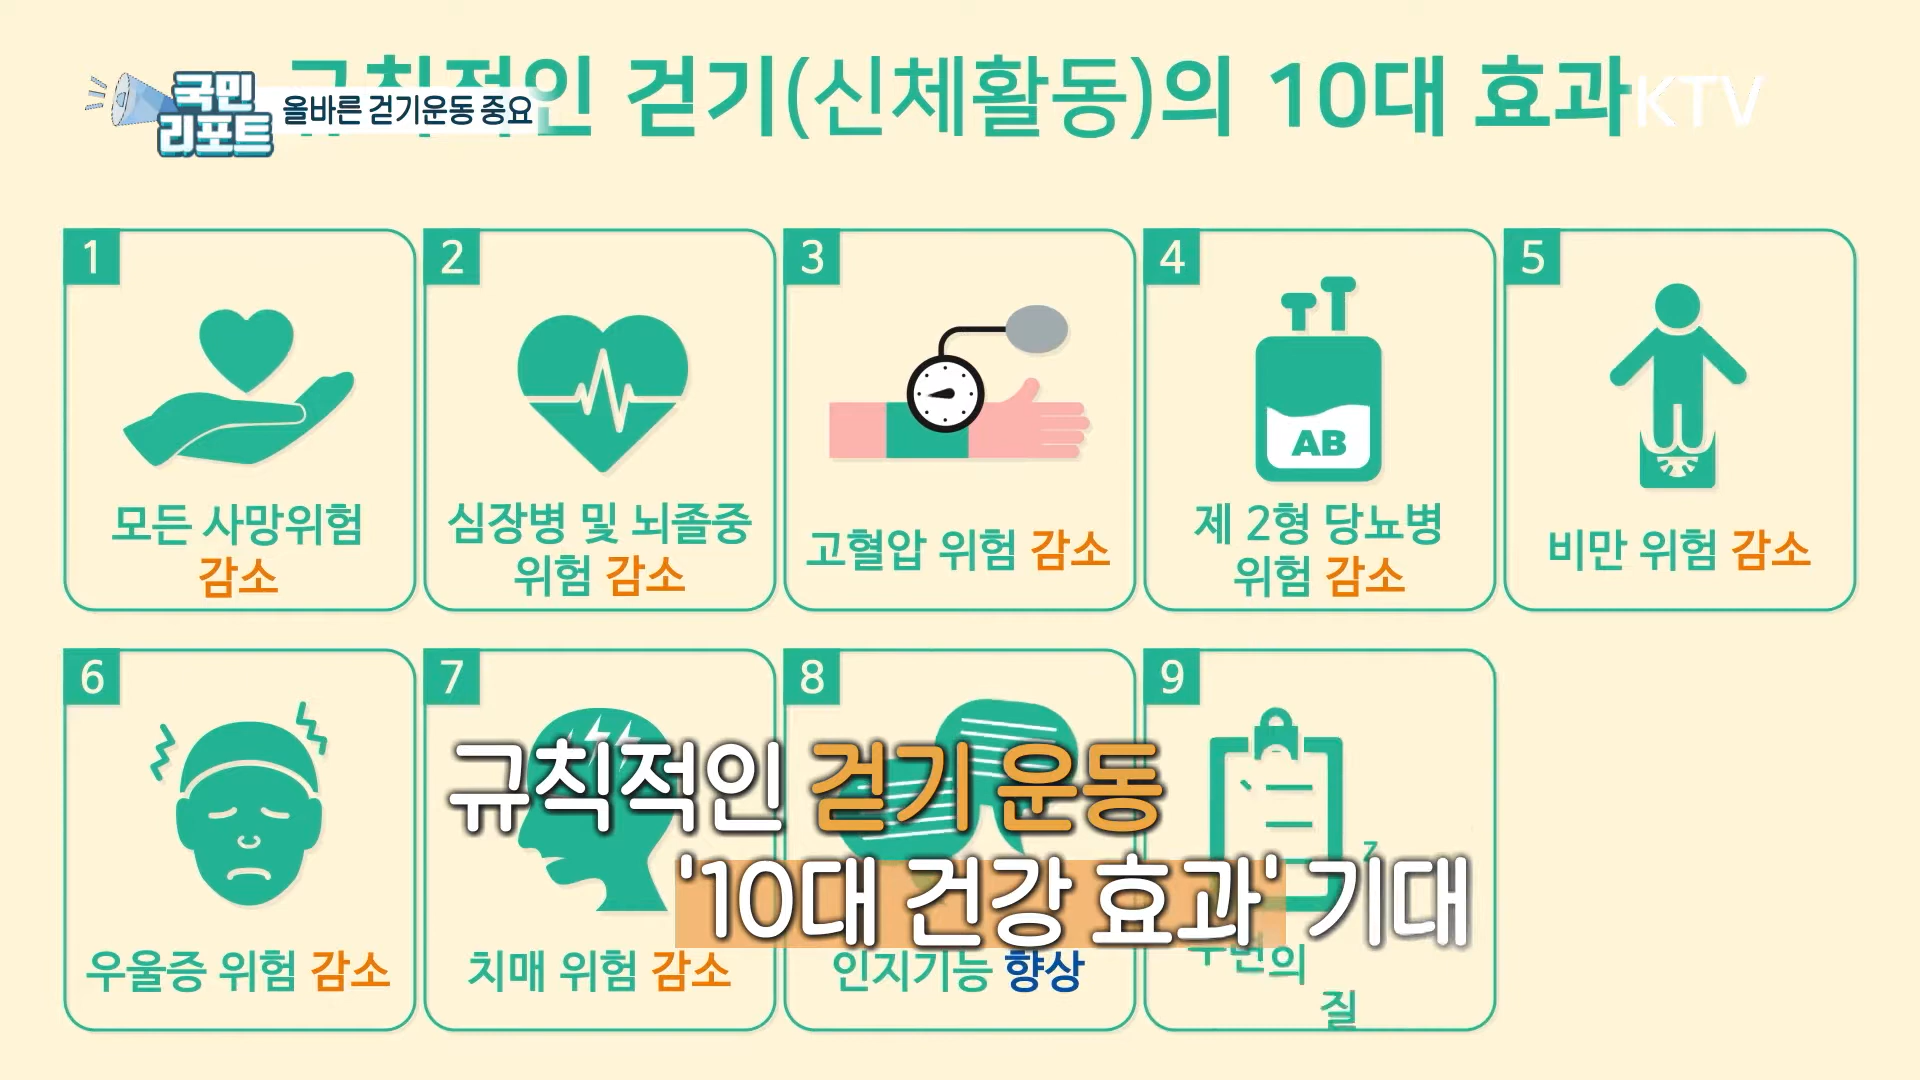 국민
리포트
올바른 걷기운동 중요
걷기(신체활동)의 10대 효과
KTV
1
2
3
4
5
AB
모든 사망위험
감소
심장병 및 뇌졸중
위험 감소
고혈압 위험 감소
제 2형 당뇨병
위험 감소
비만 위험 감소
6
7
8
9
z
규칙적인 걷기 운동
'10대 건강 효과' 기대
우울증 위험 감소
치매 위험 감소
인지기능 향상
질